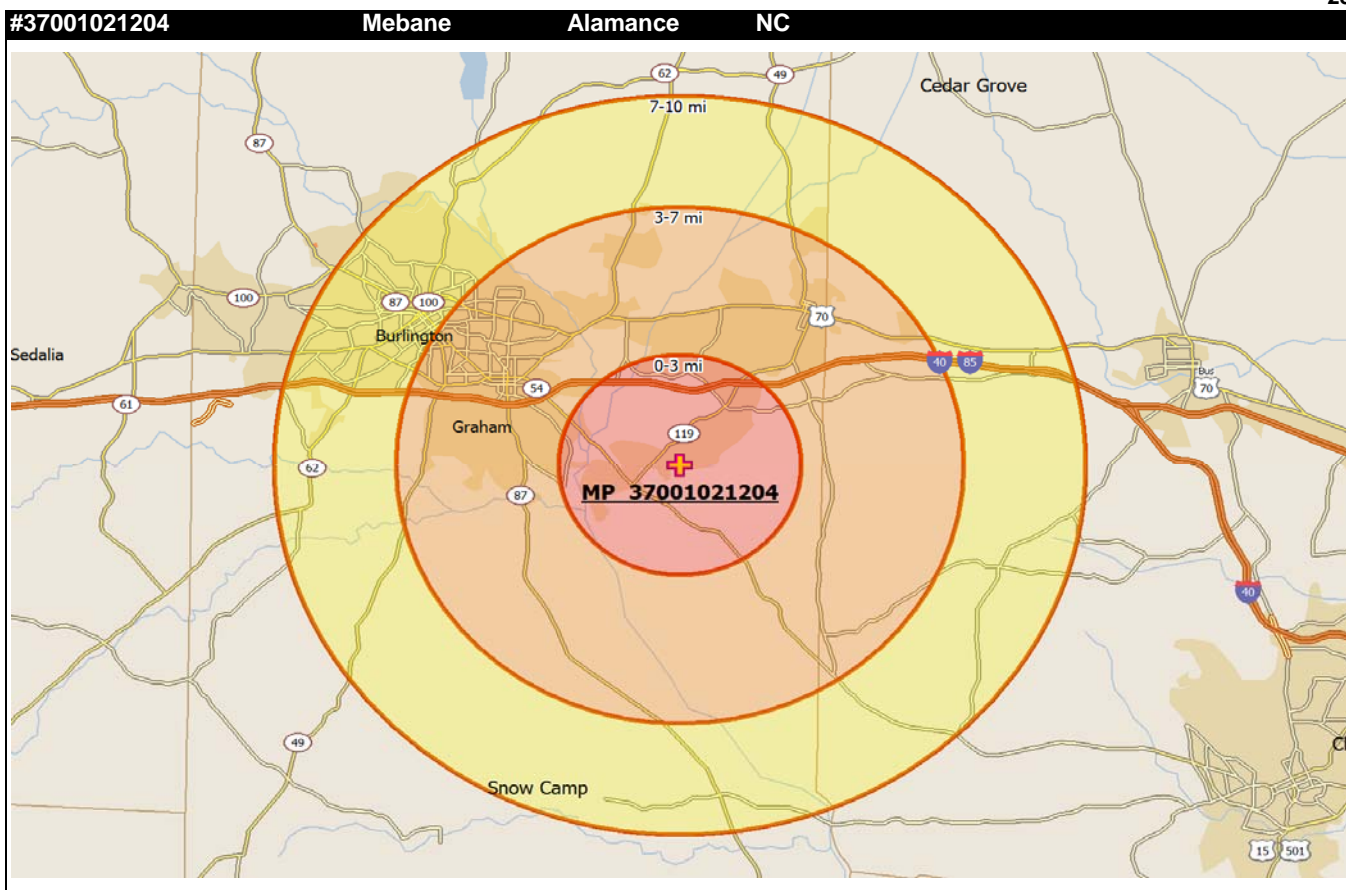 #37001021204 Mebane Alamance NC
62
49
Cedar Grove
7-10 mi
87
3-7 mi
100
87
100
70
Burlington
Sedalia
0-3 mi
40
85
Bus
70
54
61
Graham
119
62
MP 37001021204
87
40
49
Snow Camp
15
501